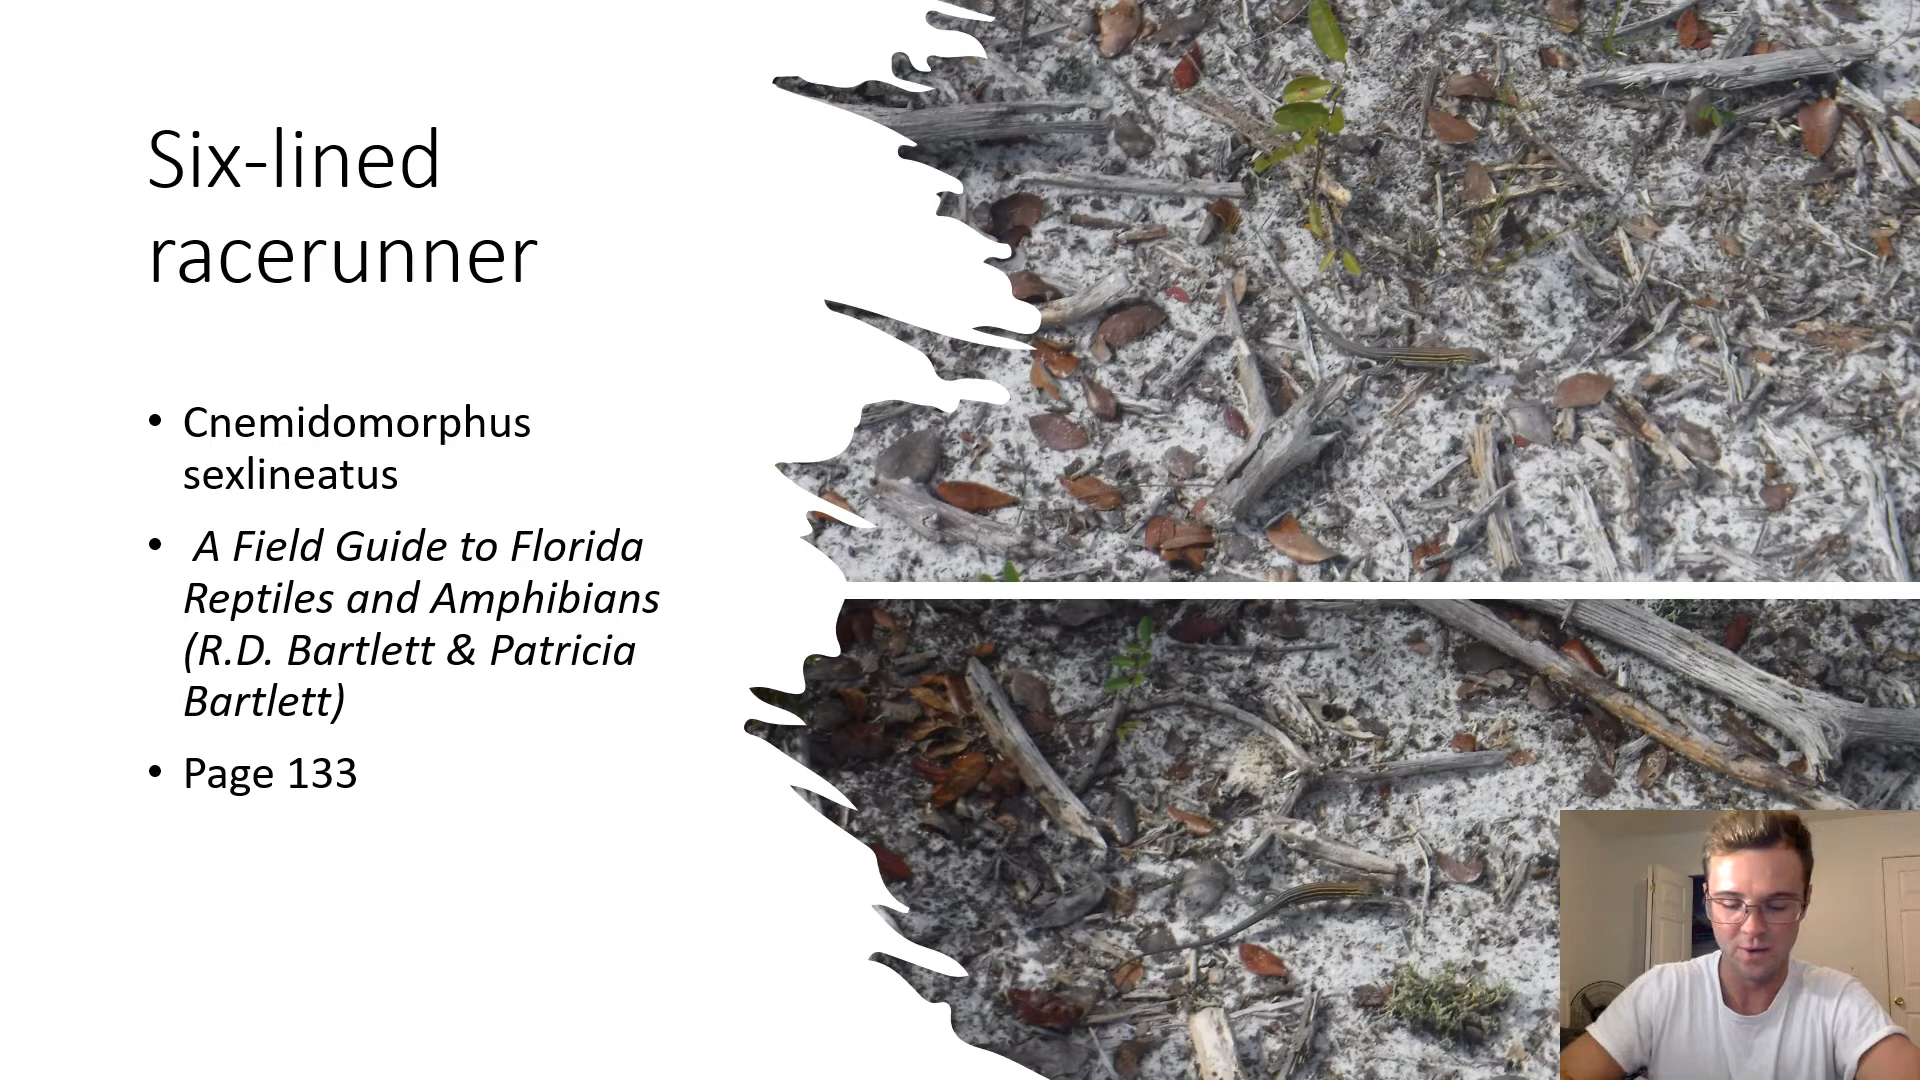 Six-lined
racerunner
• Cnemidomorphus
sexlineatus
• A Field Guide to Florida
Reptiles and Amphibians
(R.D. Bartlett & Patricia
Bartlett)
• Page 133